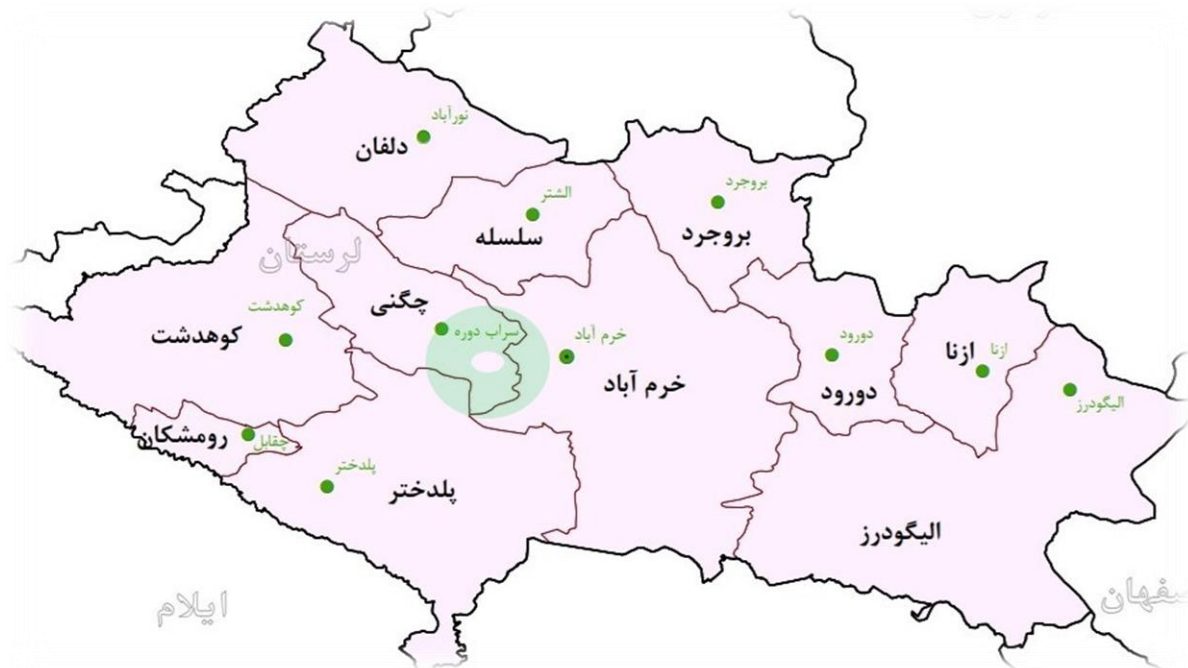 نورآباد
دلفان
الشتر
سلسله
بروجرد
بروجرد
لرستان
چگنی
کوهدشت
کوهدشت
سراب دوره
خرم آباد
خرم آباد
دورود
دورود
ازنا
ازنا
الیگودرز
الیگودرز
رومشکان
چقابل
پلدختر
پلدختر
ایلام
صفهان